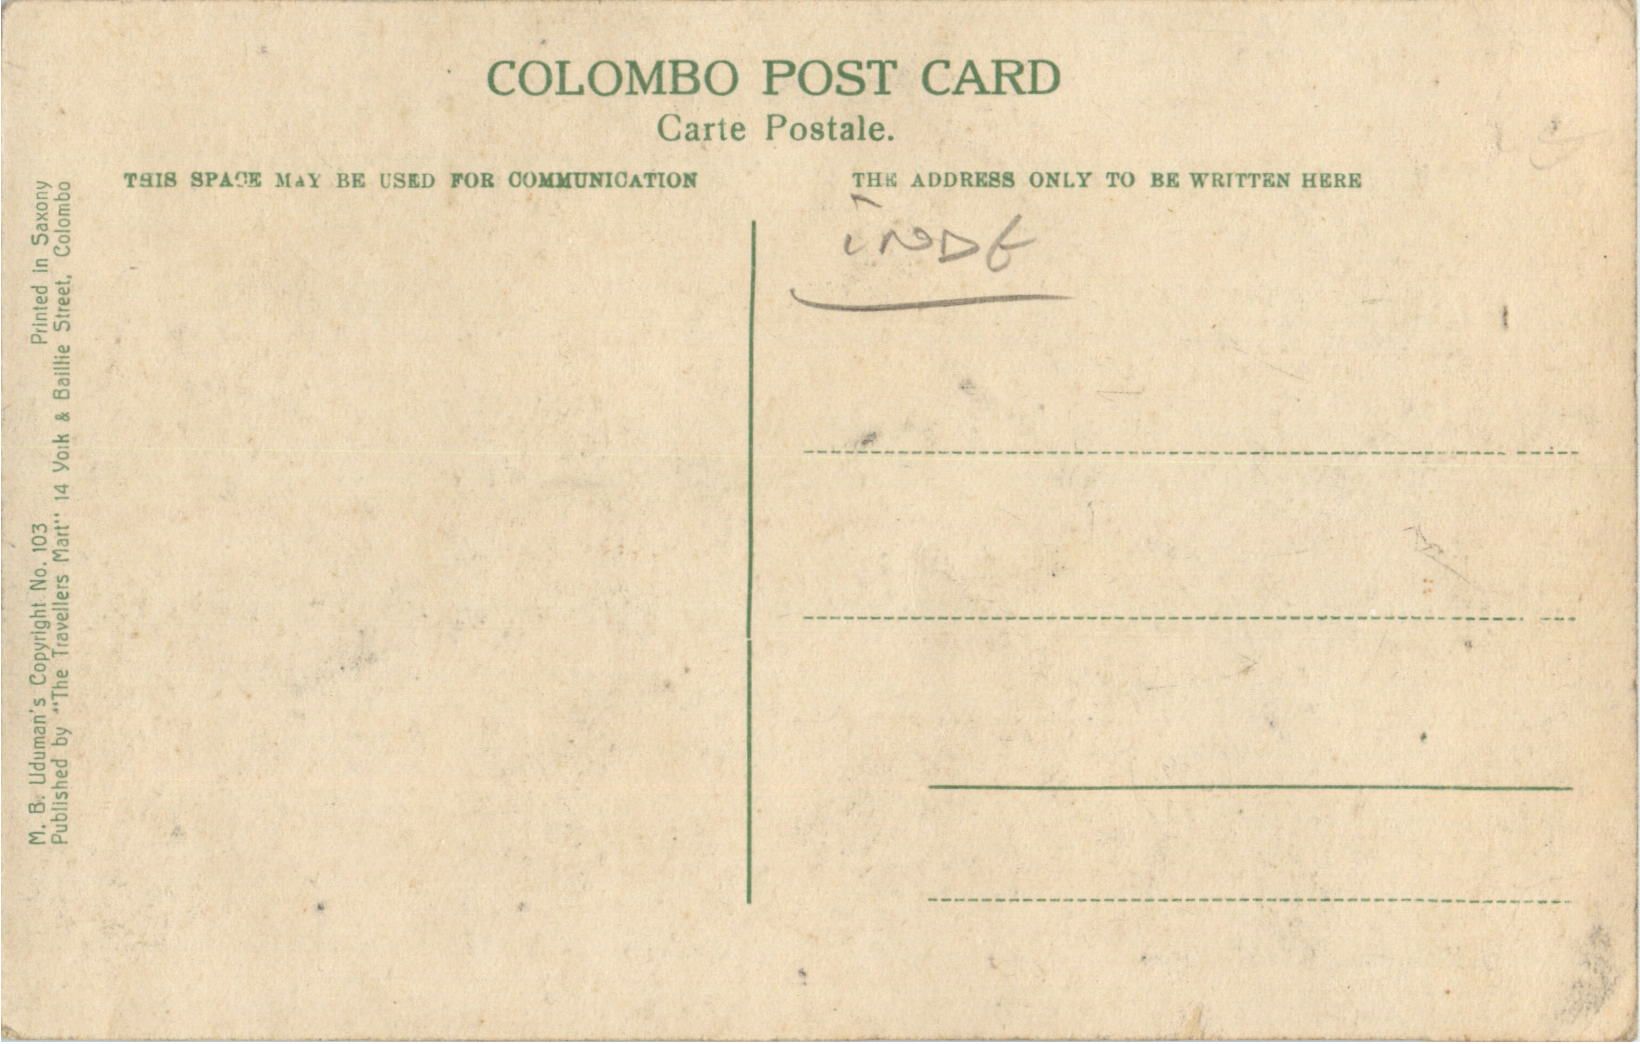 COLOMBO POST CARD
Carte Postale.
THIS SPACE MAY BE USED FOR COMMUNICATION
THE ADDRESS ONLY TO BE WRITTEN HERE
INDE
M. B. Uduman's Copyright No. 103 Printed in Saxony
Published by "The Travellers Mart" 14 York & Baillie Street, Colombo